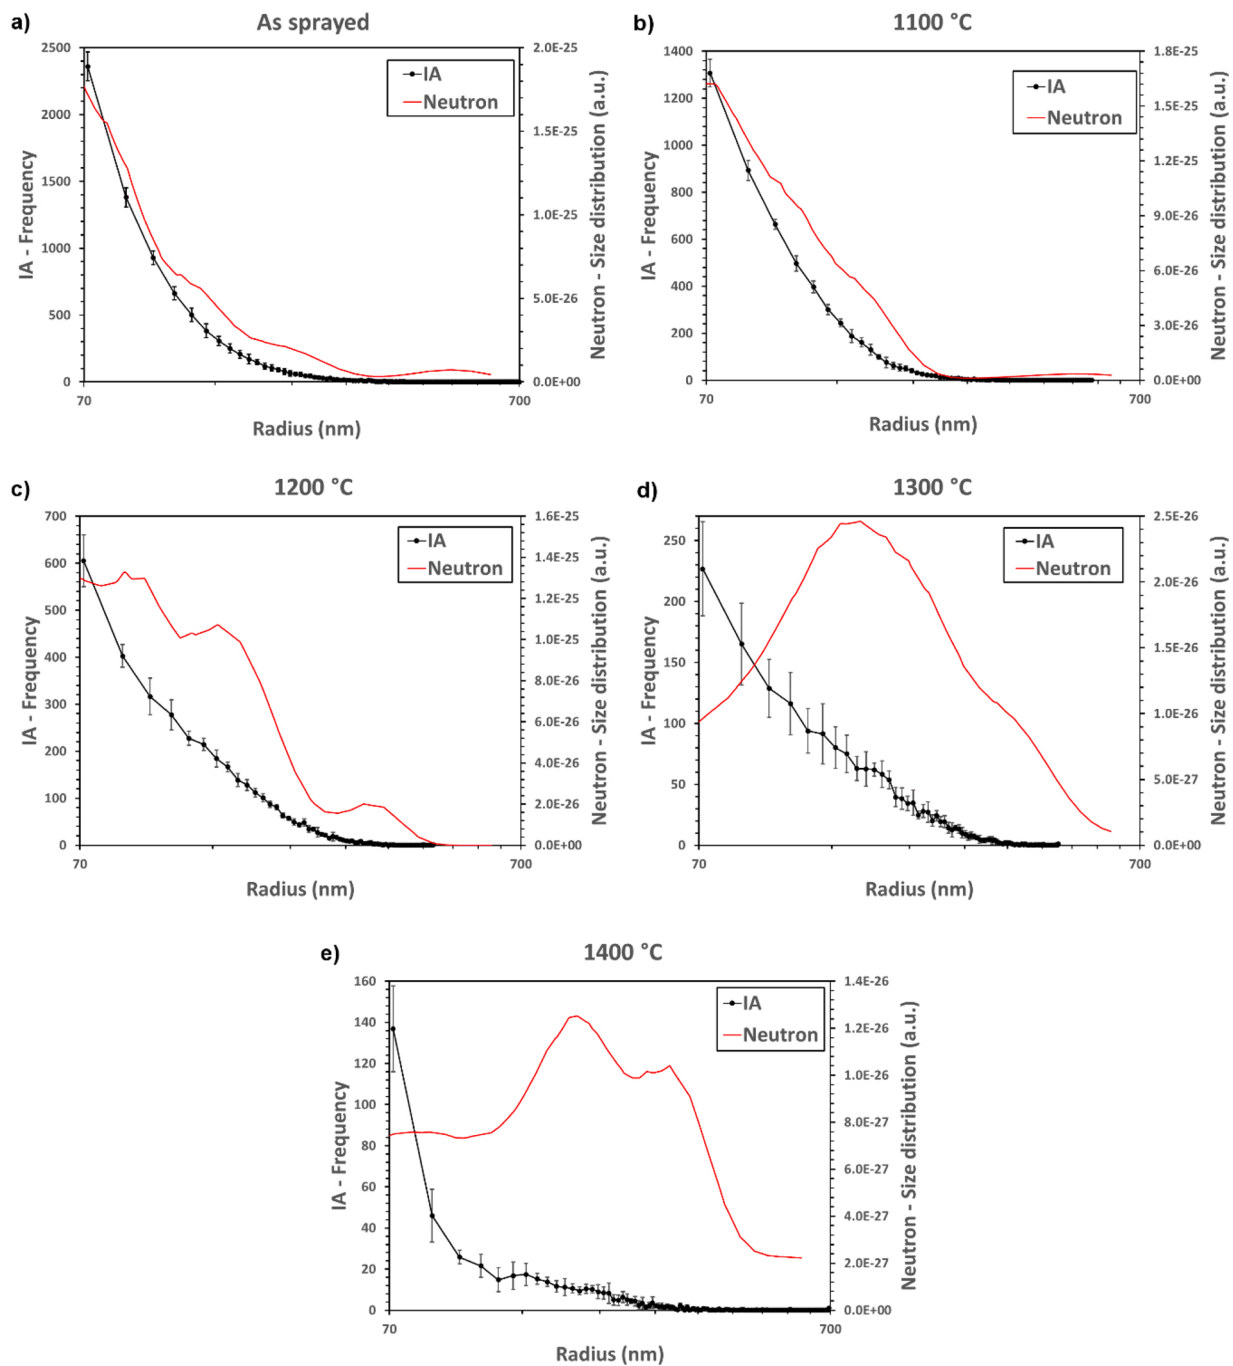 a)
As sprayed
2500
2000
1500
1000
500
0
IA - Frequency
2.0E-25
1.5E-25
1.0E-25
5.0E-26
0.0E+00
Neutron - Size distribution (a.u.)
IA
Neutron
70
700
Radius (nm)
b)
1100 °C
1400
1200
1000
800
600
400
200
0
IA - Frequency
1.8E-25
1.5E-25
1.2E-25
9.0E-26
6.0E-26
3.0E-26
0.0E+00
Neutron - Size distribution (a.u.)
IA
Neutron
70
700
Radius (nm)
c)
1200 °C
700
600
500
400
300
200
100
0
IA - Frequency
1.6E-25
1.4E-25
1.2E-25
1.0E-25
8.0E-26
6.0E-26
4.0E-26
2.0E-26
0.0E+00
Neutron - Size distribution (a.u.)
IA
Neutron
70
700
Radius (nm)
d)
1300 °C
250
200
150
100
50
0
IA - Frequency
2.5E-26
2.0E-26
1.5E-26
1.0E-26
5.0E-27
0.0E+00
Neutron - Size distribution (a.u.)
IA
Neutron
70
700
Radius (nm)
e)
1400 °C
160
140
120
100
80
60
40
20
0
IA - Frequency
1.4E-26
1.2E-26
1.0E-26
8.0E-27
6.0E-27
4.0E-27
2.0E-27
0.0E+00
Neutron - Size distribution (a.u.)
IA
Neutron
70
700
Radius (nm)